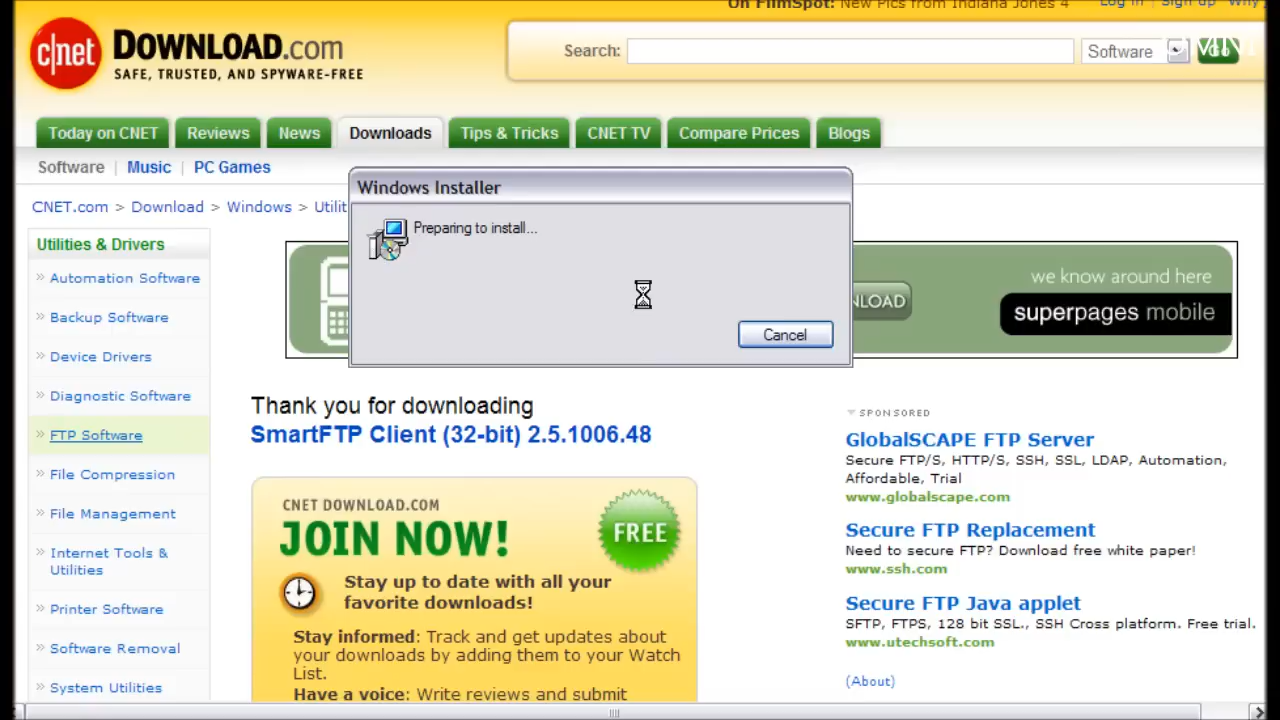 On FilmSpot: New Pics from Indiana Jones 4
Log in | Sign up Why
c|net DOWNLOAD.com
SAFE, TRUSTED, AND SPYWARE-FREE
Search:
Software
Go
Today on CNET
Reviews
News
Downloads
Tips & Tricks
CNET TV
Compare Prices
Blogs
Software | Music | PC Games
CNET.com > Download > Windows > Utilit
Windows Installer
Preparing to install...
Cancel
NLOAD
we know around here
superpages mobile
Utilities & Drivers
» Automation Software
» Backup Software
» Device Drivers
» Diagnostic Software
» FTP Software
» File Compression
» File Management
» Internet Tools &
Utilities
» Printer Software
» Software Removal
» System Utilities
Thank you for downloading
SmartFTP Client (32-bit) 2.5.1006.48
CNET DOWNLOAD.COM
JOIN NOW!
FREE
Stay up to date with all your
favorite downloads!
Stay informed: Track and get updates about
your downloads by adding them to your Watch
List.
Have a voice: Write reviews and submit
SPONSORED
GlobalSCAPE FTP Server
Secure FTP/S, HTTP/S, SSH, SSL, LDAP, Automation,
Affordable, Trial
www.globalscape.com
Secure FTP Replacement
Need to secure FTP? Download free white paper!
www.ssh.com
Secure FTP Java applet
SFTP, FTPS, 128 bit SSL., SSH Cross platform. Free trial.
www.utechsoft.com
(About)